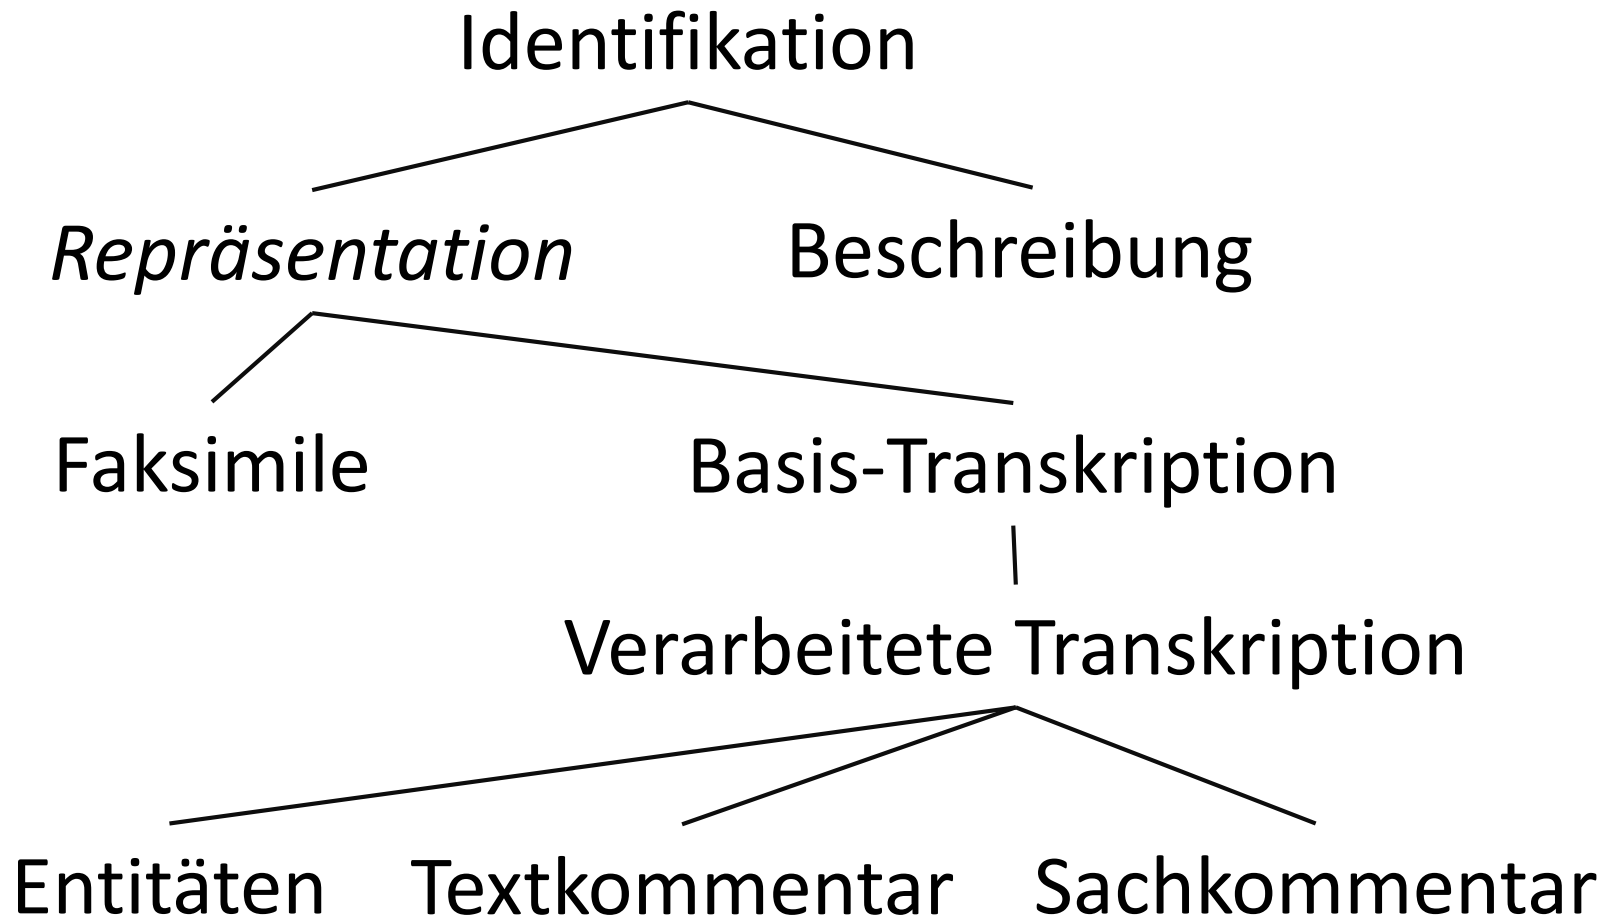 Identifikation
Repräsentation Beschreibung
Faksimile Basis-Transkription
Verarbeitete Transkription
Entitäten Textkommentar Sachkommentar